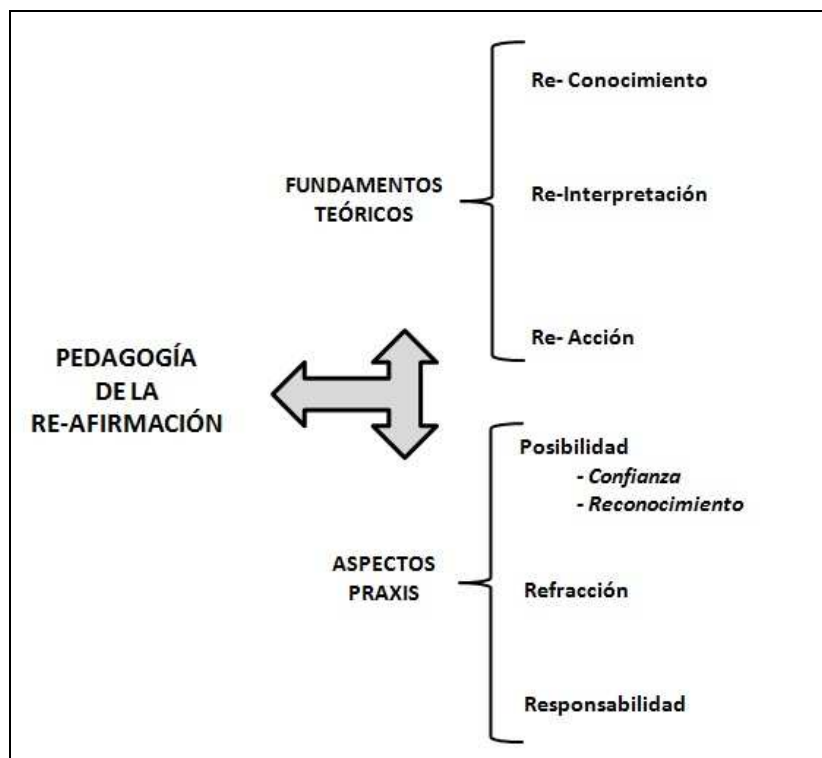 PEDAGOGÍA
DE LA
RE-AFIRMACIÓN
FUNDAMENTOS
TEÓRICOS
Re- Conocimiento
Re-Interpretación
Re- Acción
ASPECTOS
PRAXIS
Posibilidad
- Confianza
- Reconocimiento
Refracción
Responsabilidad